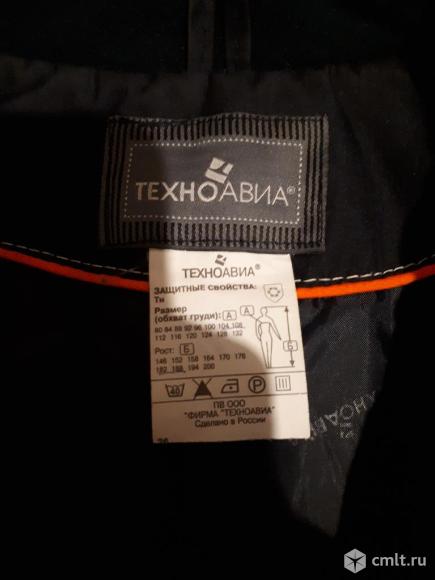 ТЕХНОАВИА®
ТЕХНОАВИА®
ЗАЩИТНЫЕ СВОЙСТВА:
Тн
Размер
(обхват груди): А
80 84 88 92 96 100 104 108
112 116 120 124 128 132
Рост: Б
146 152 158 164 170 176
182 188 194 200
А
Б
40
P
ПВ ООО
"ФИРМА "ТЕХНОАВИА"
Сделано в России
ТЕХНОАВИА
cmlt.ru